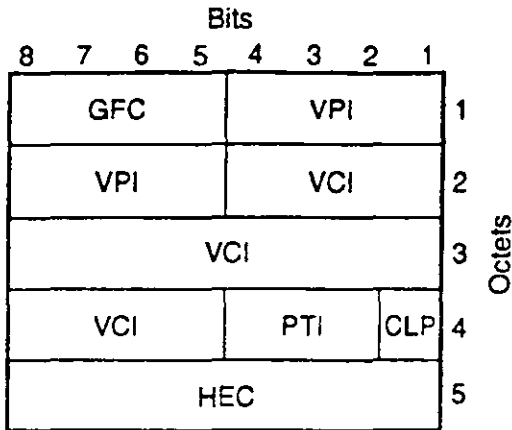 Bits
8 7 6 5 4 3 2 1
GFC VPI 1
VPI VCI 2
VCI 3
VCI PTI CLP 4
HEC 5
Octets